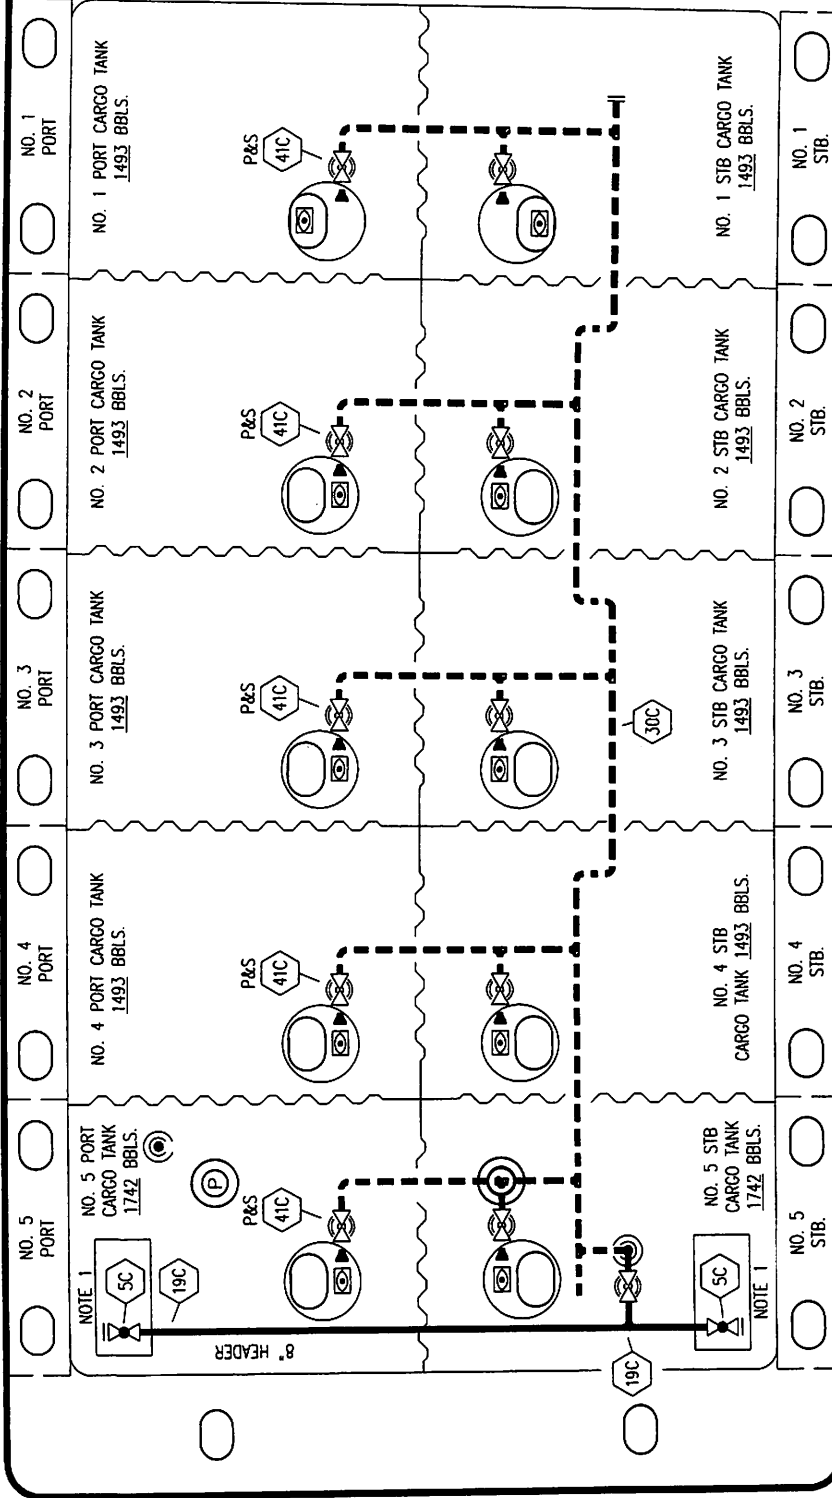 NO. 1
PORT
NO. 2
PORT
NO. 3
PORT
NO. 4
PORT
NO. 5
PORT
NO. 1 PORT CARGO TANK
1493 BBLS.
NO. 2 PORT CARGO TANK
1493 BBLS.
NO. 3 PORT CARGO TANK
1493 BBLS.
NO. 4 PORT CARGO TANK
1493 BBLS.
NO. 5 PORT
CARGO TANK
1742 BBLS.
P
NOTE 1
5C
19C
8" HEADER
P&S
41C
P&S
41C
P&S
41C
P&S
41C
P&S
41C
30C
19C
NO. 1 STB CARGO TANK
1493 BBLS.
NO. 2 STB CARGO TANK
1493 BBLS.
NO. 3 STB CARGO TANK
1493 BBLS.
NO. 4 STB
CARGO TANK 1493 BBLS.
NO. 5 STB
CARGO TANK
1742 BBLS.
5C
NOTE 1
NO. 1
STB.
NO. 2
STB.
NO. 3
STB.
NO. 4
STB.
NO. 5
STB.